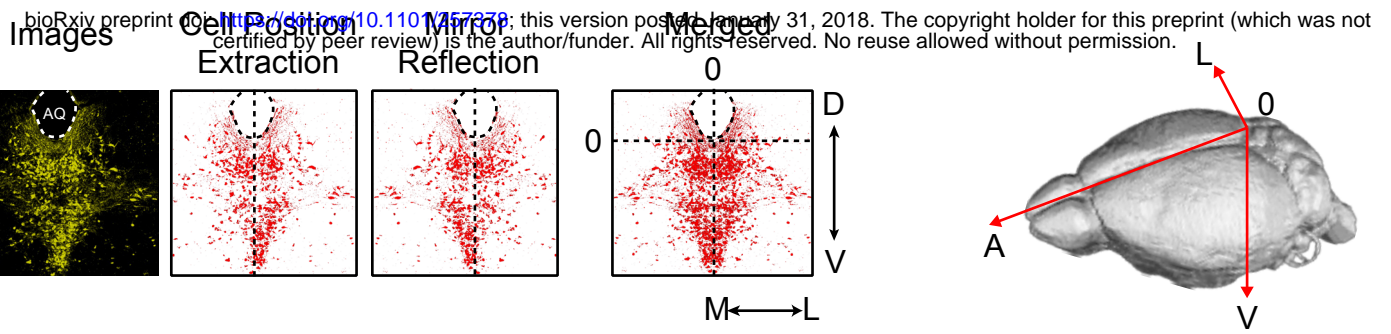 bioRxiv preprint doi: https://doi.org/10.1101/257378; this version posted January 31, 2018. The copyright holder for this preprint (which was not
certified by peer review) is the author/funder. All rights reserved. No reuse allowed without permission.
Images
Cell Position
Extraction
Mirror
Reflection
Merged
0
0
AQ
D
V
M
L
L
0
A
V